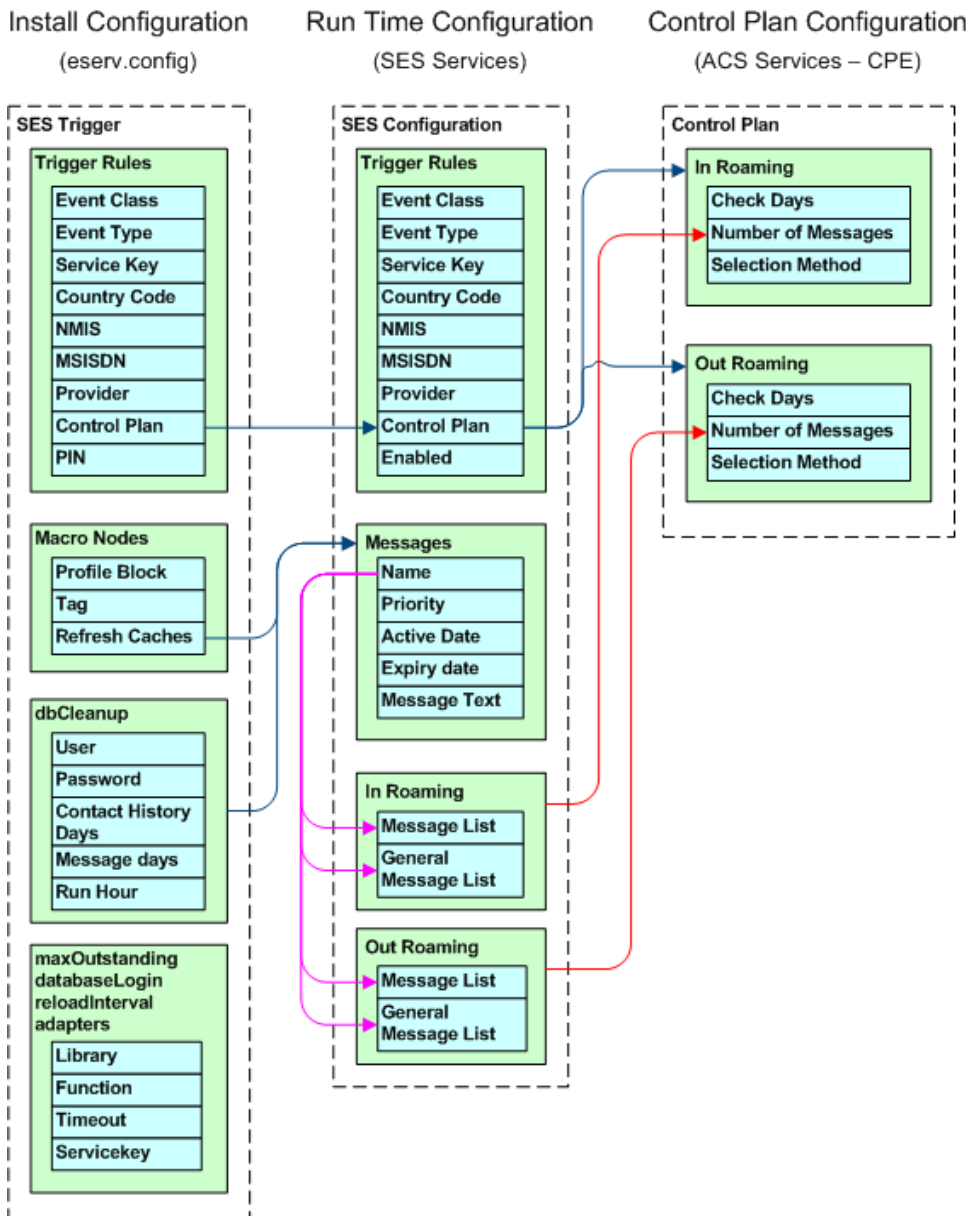 Install Configuration
(eserv.config)
SES Trigger
Trigger Rules
Event Class
Event Type
Service Key
Country Code
NMIS
MSISDN
Provider
Control Plan
PIN
Macro Nodes
Profile Block
Tag
Refresh Caches
dbCleanup
User
Password
Contact History
Days
Message days
Run Hour
maxOutstanding
databaseLogin
reloadInterval
adapters
Library
Function
Timeout
Servicekey
Run Time Configuration
(SES Services)
SES Configuration
Trigger Rules
Event Class
Event Type
Service Key
Country Code
NMIS
MSISDN
Provider
Control Plan
Enabled
Messages
Name
Priority
Active Date
Expiry date
Message Text
In Roaming
Message List
General
Message List
Out Roaming
Message List
General
Message List
Control Plan Configuration
(ACS Services – CPE)
Control Plan
In Roaming
Check Days
Number of Messages
Selection Method
Out Roaming
Check Days
Number of Messages
Selection Method